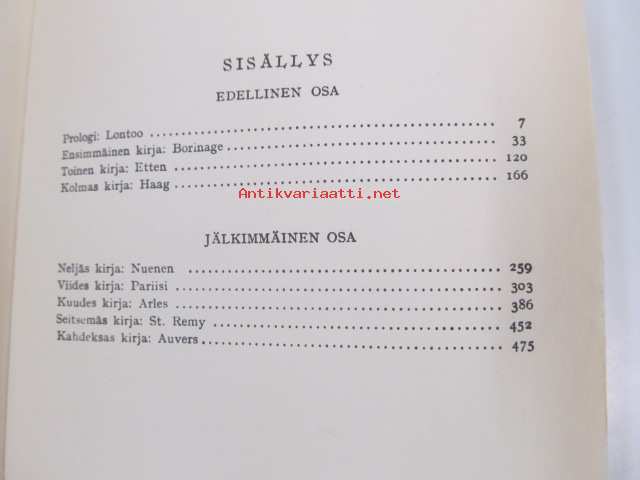 SISÄLLYS
EDELLINEN OSA
Prologi: Lontoo 7
Ensimmäinen kirja: Borinage 33
Toinen kirja: Etten 120
Kolmas kirja: Haag 166
Antikvariaatti.net
JÄLKIMMÄINEN OSA
Neljäs kirja: Nuenen 259
Viides kirja: Pariisi 303
Kuudes kirja: Arles 386
Seitsemäs kirja: St. Remy 452
Kahdeksas kirja: Auvers 475